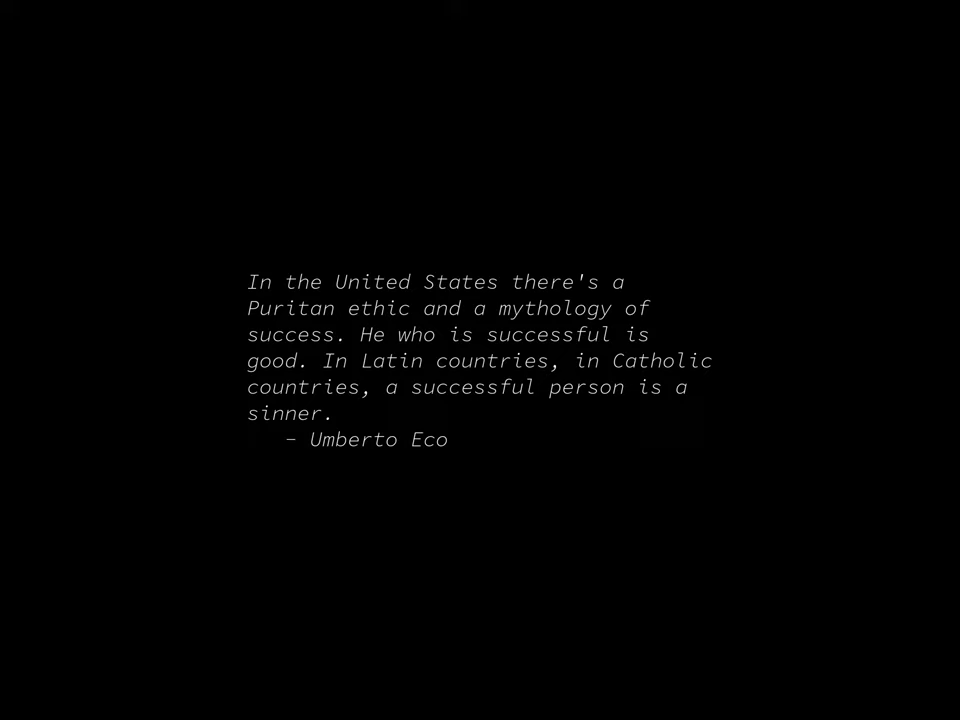 In the United States there's a
Puritan ethic and a mythology of
success. He who is successful is
good. In Latin countries, in Catholic
countries, a successful person is a
sinner.
– Umberto Eco